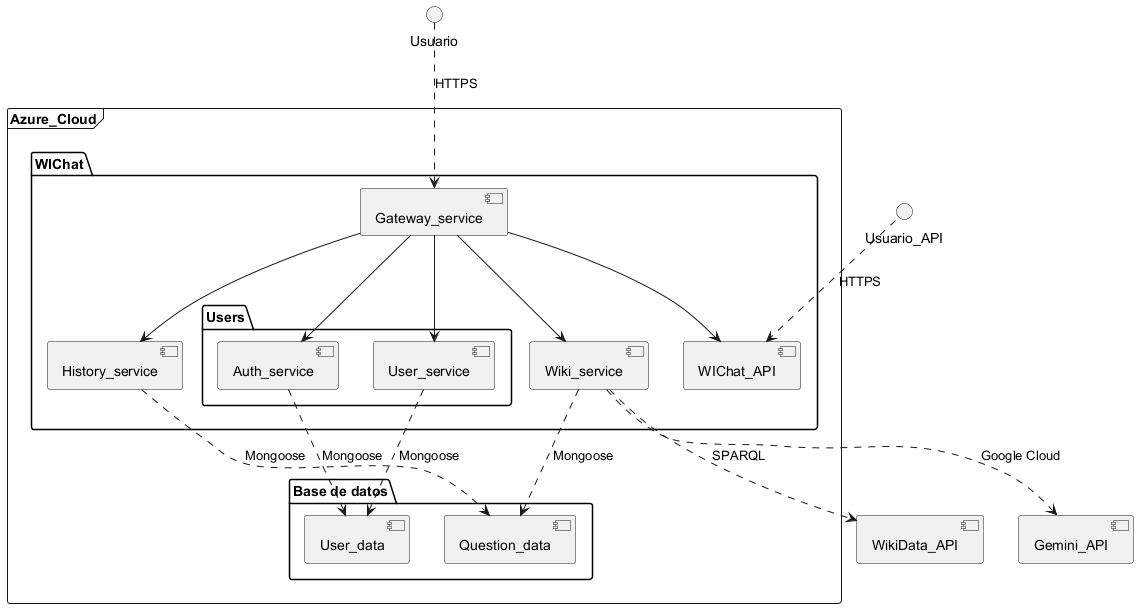 Usuario
HTTPS
Azure_Cloud
WIChat
Gateway_service
Usuario_API
HTTPS
Users
History_service
Auth_service
User_service
Wiki_service
WIChat_API
Mongoose
Mongoose
Mongoose
Mongoose
SPARQL
Google Cloud
Base de datos
User_data
Question_data
WikiData_API
Gemini_API